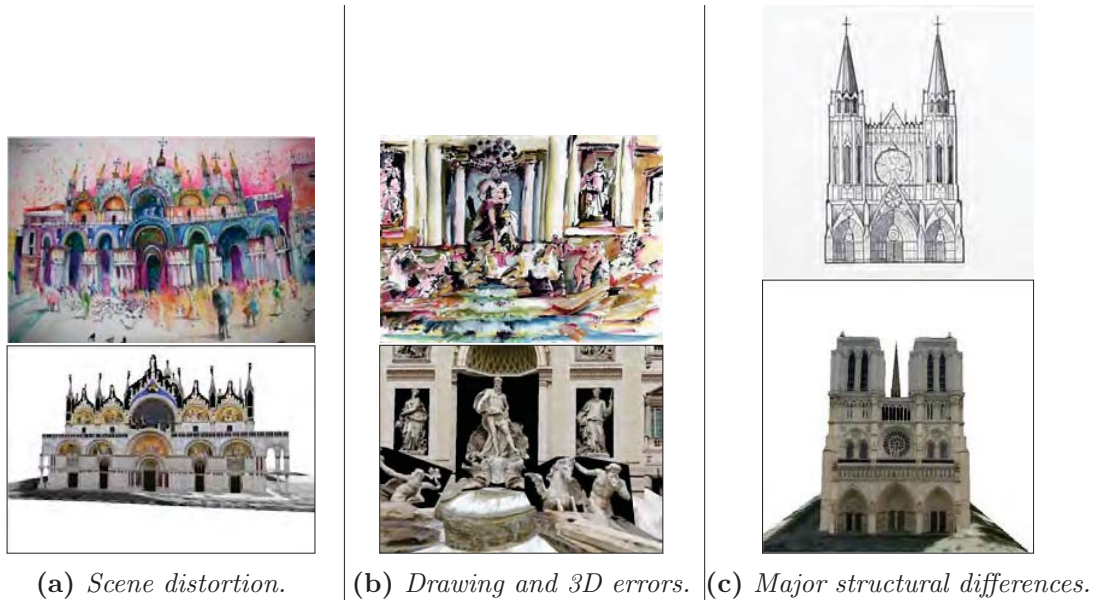 (a) Scene distortion.
(b) Drawing and 3D errors.
(c) Major structural differences.